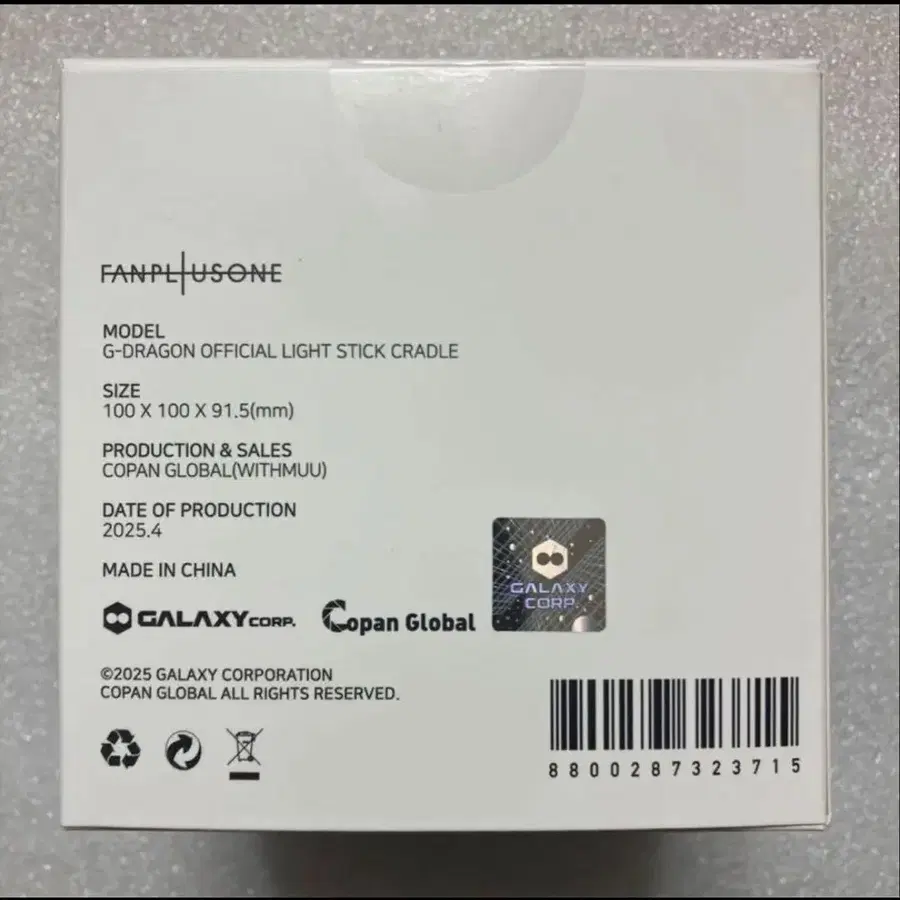 FANPLUSONE
MODEL
G-DRAGON OFFICIAL LIGHT STICK CRADLE
SIZE
100 X 100 X 91.5(mm)
PRODUCTION & SALES
COPAN GLOBAL(WITHMUU)
DATE OF PRODUCTION
2025.4
MADE IN CHINA
GALAXY CORP.
Copan Global
GALAXY
CORP.
©2025 GALAXY CORPORATION
COPAN GLOBAL ALL RIGHTS RESERVED.
8800287323715